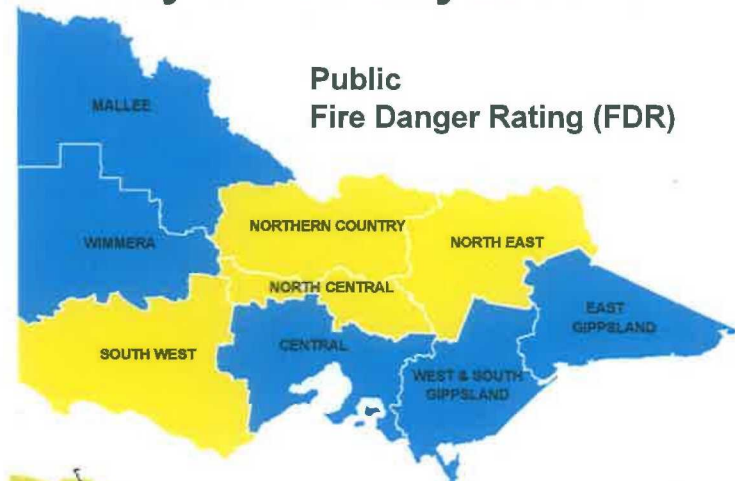 Public
Fire Danger Rating (FDR)
MALLEE
NORTHERN COUNTRY
WIMMERA
NORTH EAST
NORTH CENTRAL
EAST
GIPPSLAND
SOUTH WEST
CENTRAL
WEST & SOUTH
GIPPSLAND